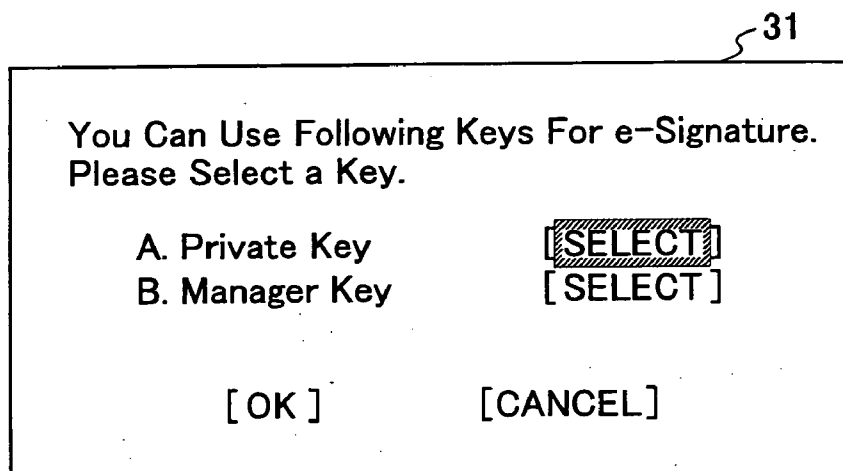 31
You Can Use Following Keys For e-Signature.
Please Select a Key.
A. Private Key [SELECT]
B. Manager Key [SELECT]
[OK] [CANCEL]